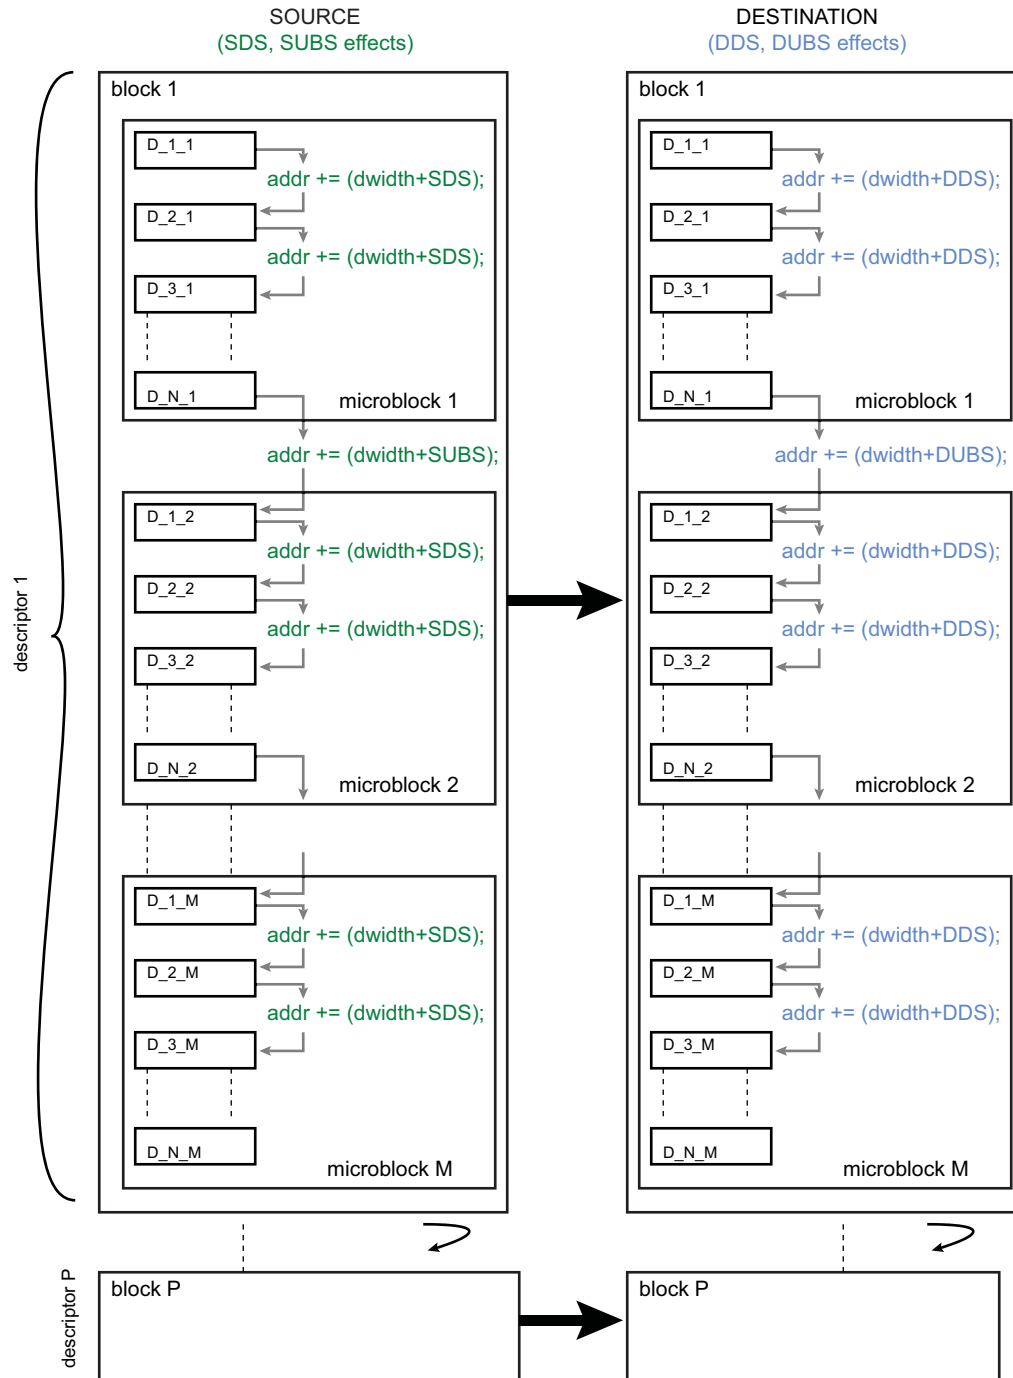 SOURCE
(SDS, SUBS effects)
block 1
D_1_1
addr += (dwidth+SDS);
D_2_1
addr += (dwidth+SDS);
D_3_1
D_N_1
microblock 1
addr += (dwidth+SUBS);
D_1_2
addr += (dwidth+SDS);
D_2_2
addr += (dwidth+SDS);
D_3_2
D_N_2
microblock 2
D_1_M
addr += (dwidth+SDS);
D_2_M
addr += (dwidth+SDS);
D_3_M
D_N_M
microblock M
descriptor 1
block P
descriptor P
DESTINATION
(DDS, DUBS effects)
block 1
D_1_1
addr += (dwidth+DDS);
D_2_1
addr += (dwidth+DDS);
D_3_1
D_N_1
microblock 1
addr += (dwidth+DUBS);
D_1_2
addr += (dwidth+DDS);
D_2_2
addr += (dwidth+DDS);
D_3_2
D_N_2
microblock 2
D_1_M
addr += (dwidth+DDS);
D_2_M
addr += (dwidth+DDS);
D_3_M
D_N_M
microblock M
block P